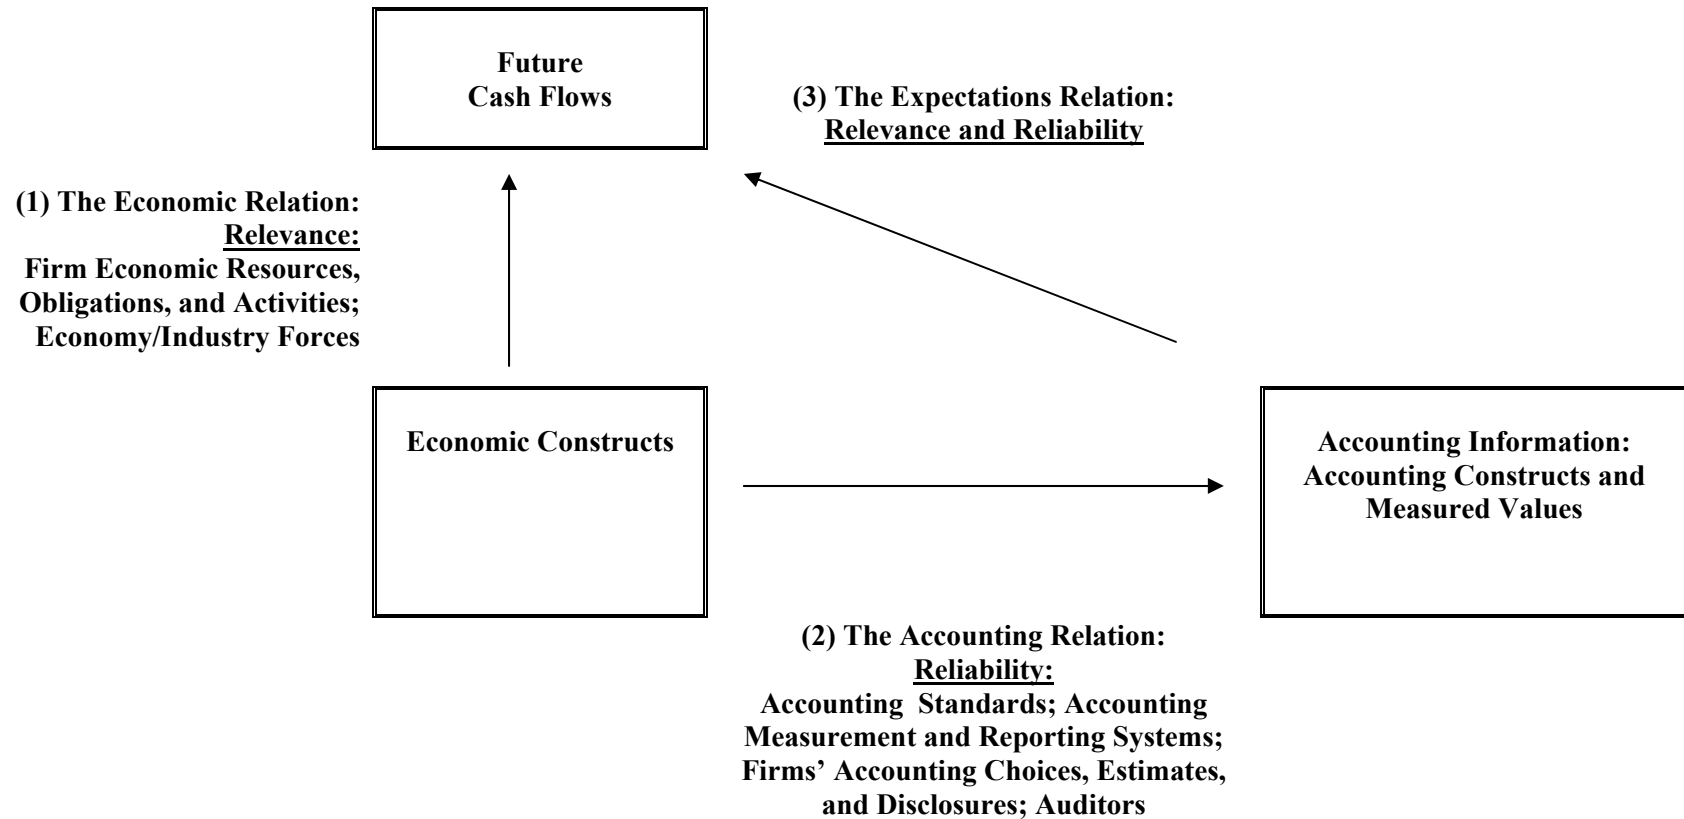 Future
Cash Flows
(3) The Expectations Relation:
Relevance and Reliability
(1) The Economic Relation:
Relevance:
Firm Economic Resources,
Obligations, and Activities;
Economy/Industry Forces
Economic Constructs
Accounting Information:
Accounting Constructs and
Measured Values
(2) The Accounting Relation:
Reliability:
Accounting Standards; Accounting
Measurement and Reporting Systems;
Firms’ Accounting Choices, Estimates,
and Disclosures; Auditors